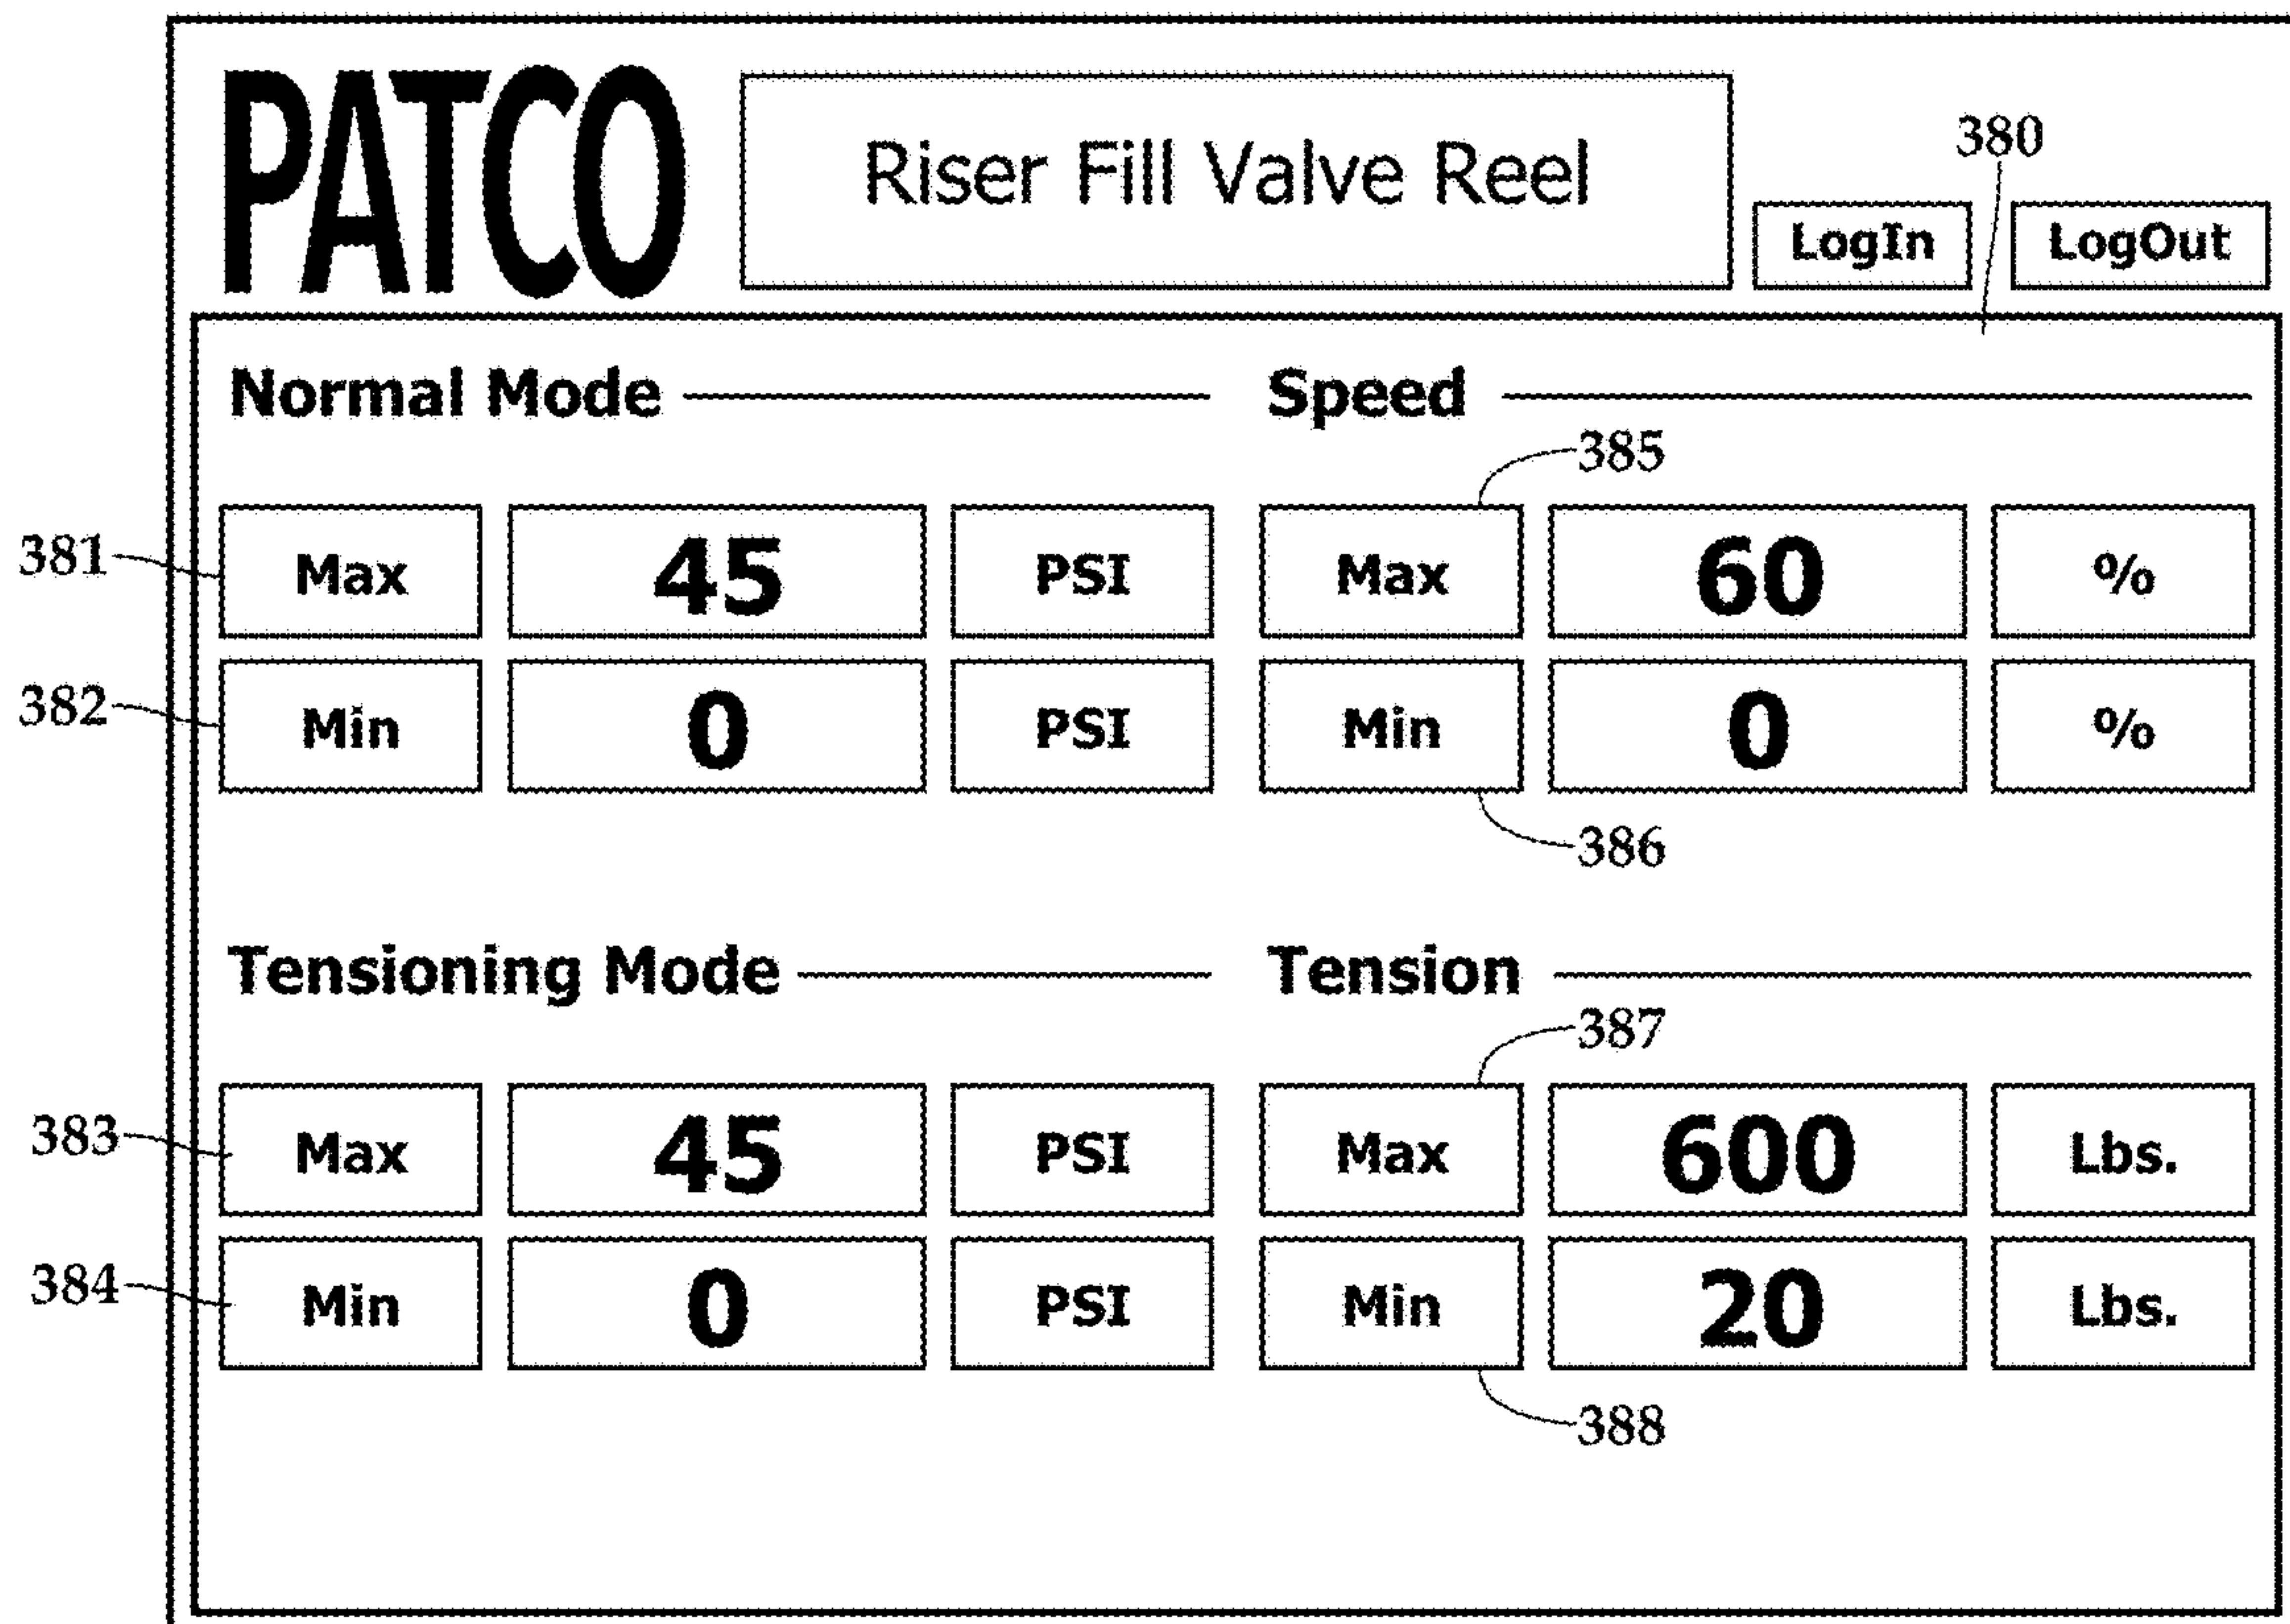 PATCO
Riser Fill Valve Reel
380
LogIn LogOut
Normal Mode Speed
385
381 Max 45 PSI Max 60 %
382 Min 0 PSI Min 0 %
386
Tensioning Mode Tension
387
383 Max 45 PSI Max 600 Lbs.
384 Min 0 PSI Min 20 Lbs.
388